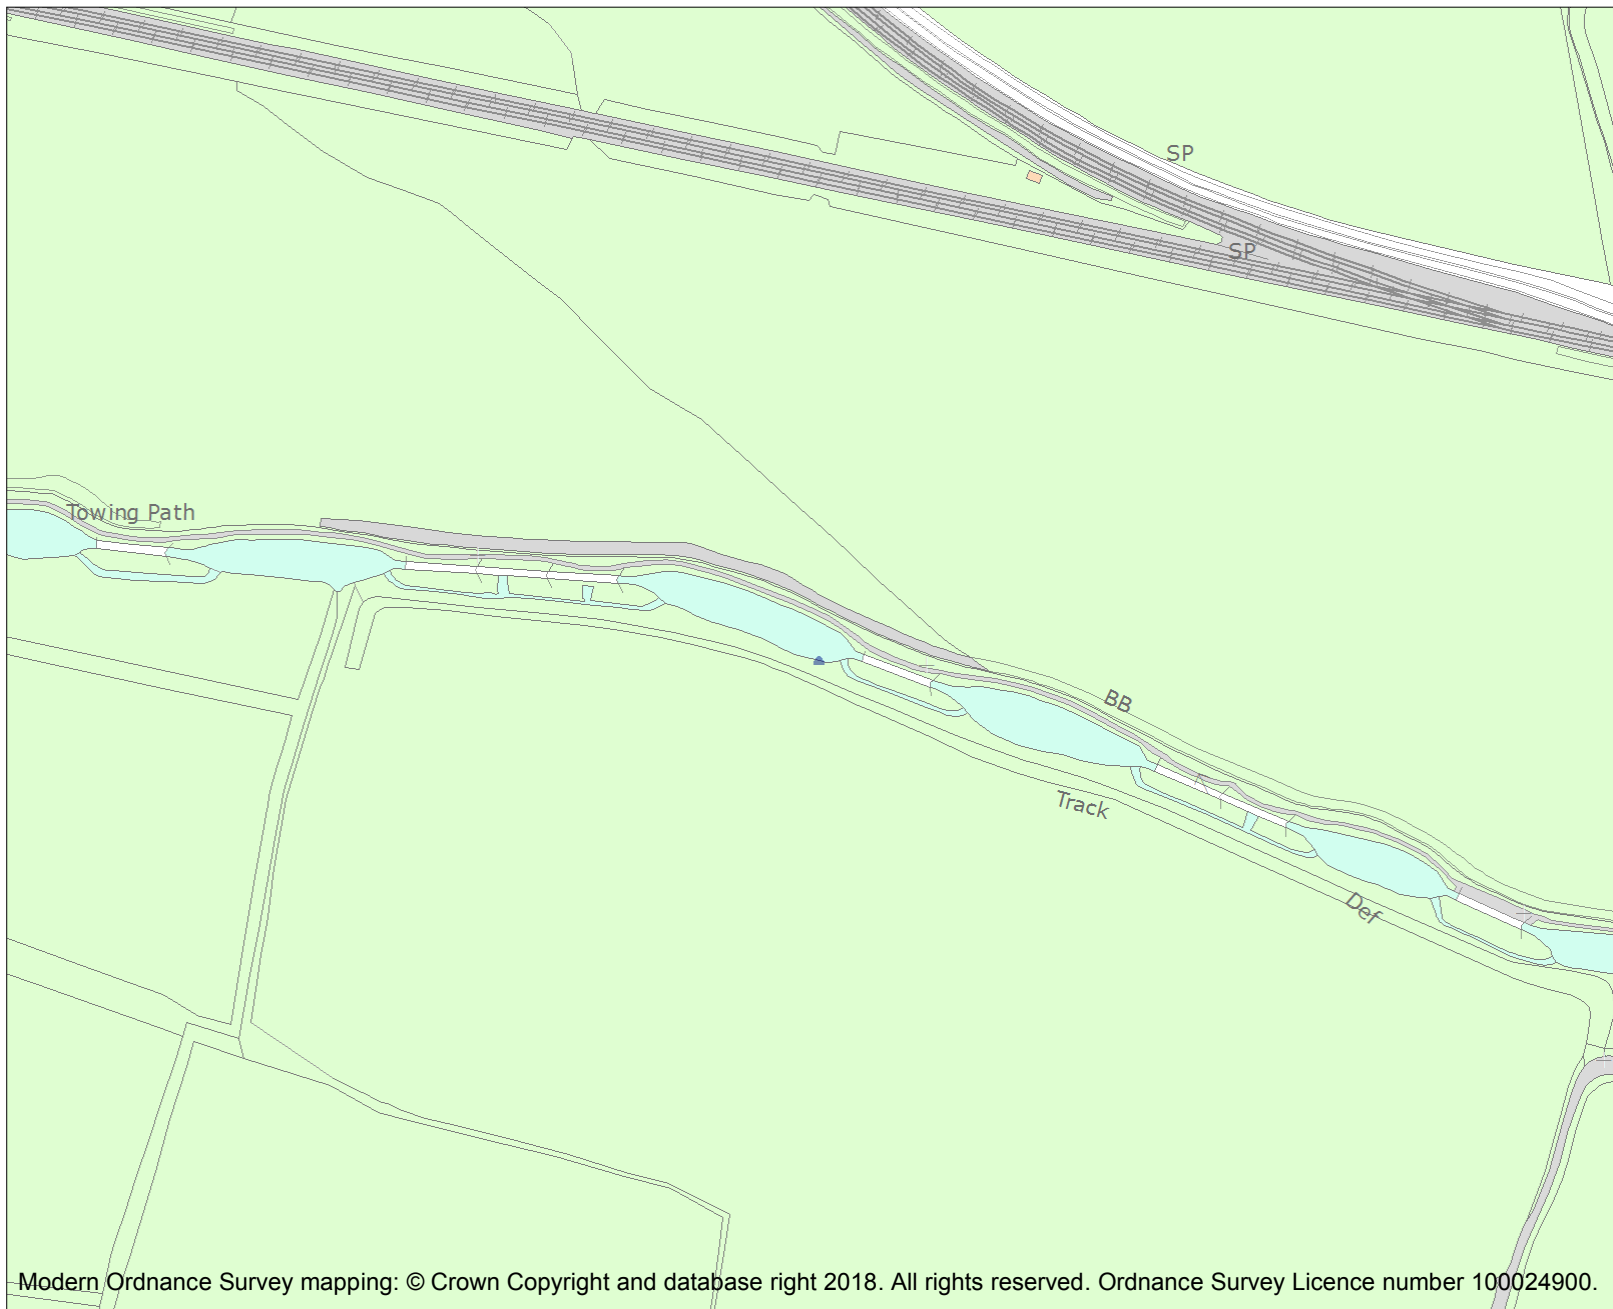 SP
SP
Towing Path
BB
Track
Def
Modern Ordnance Survey mapping: © Crown Copyright and database right 2018. All rights reserved. Ordnance Survey Licence number 100024900.